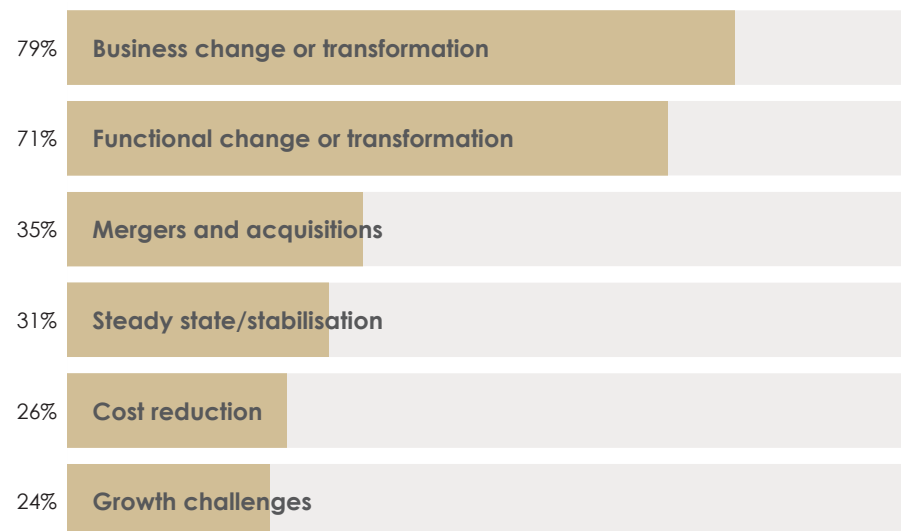 79% Business change or transformation
71% Functional change or transformation
35% Mergers and acquisitions
31% Steady state/stabilisation
26% Cost reduction
24% Growth challenges